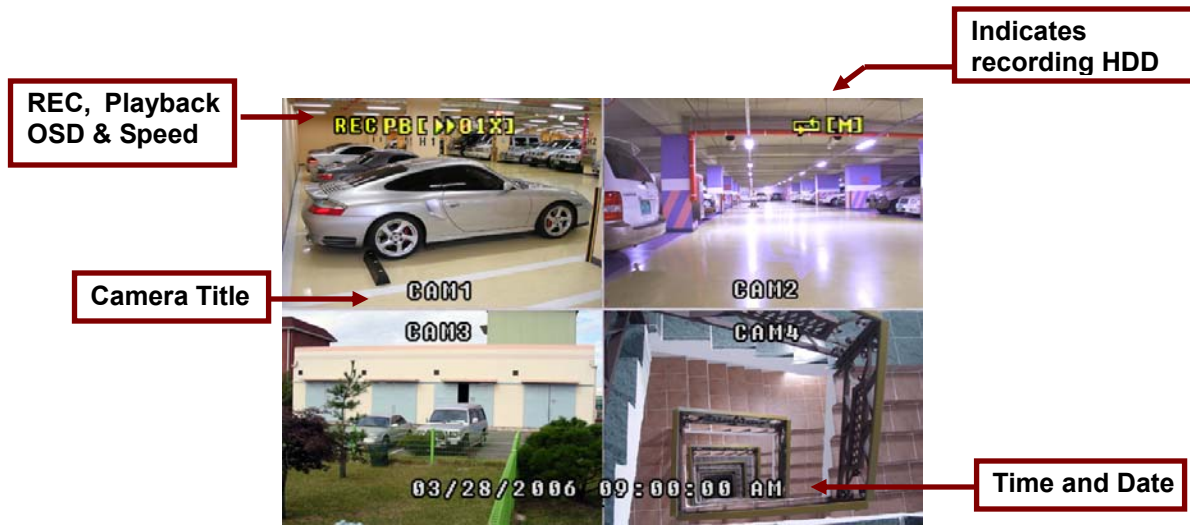 Indicates
recording HDD
REC, Playback
OSD & Speed
REC PB[▶▶01X]
[M]
Camera Title
CAM1
CAM2
CAM3
CAM4
03/28/2006 09:00:00 AM
Time and Date